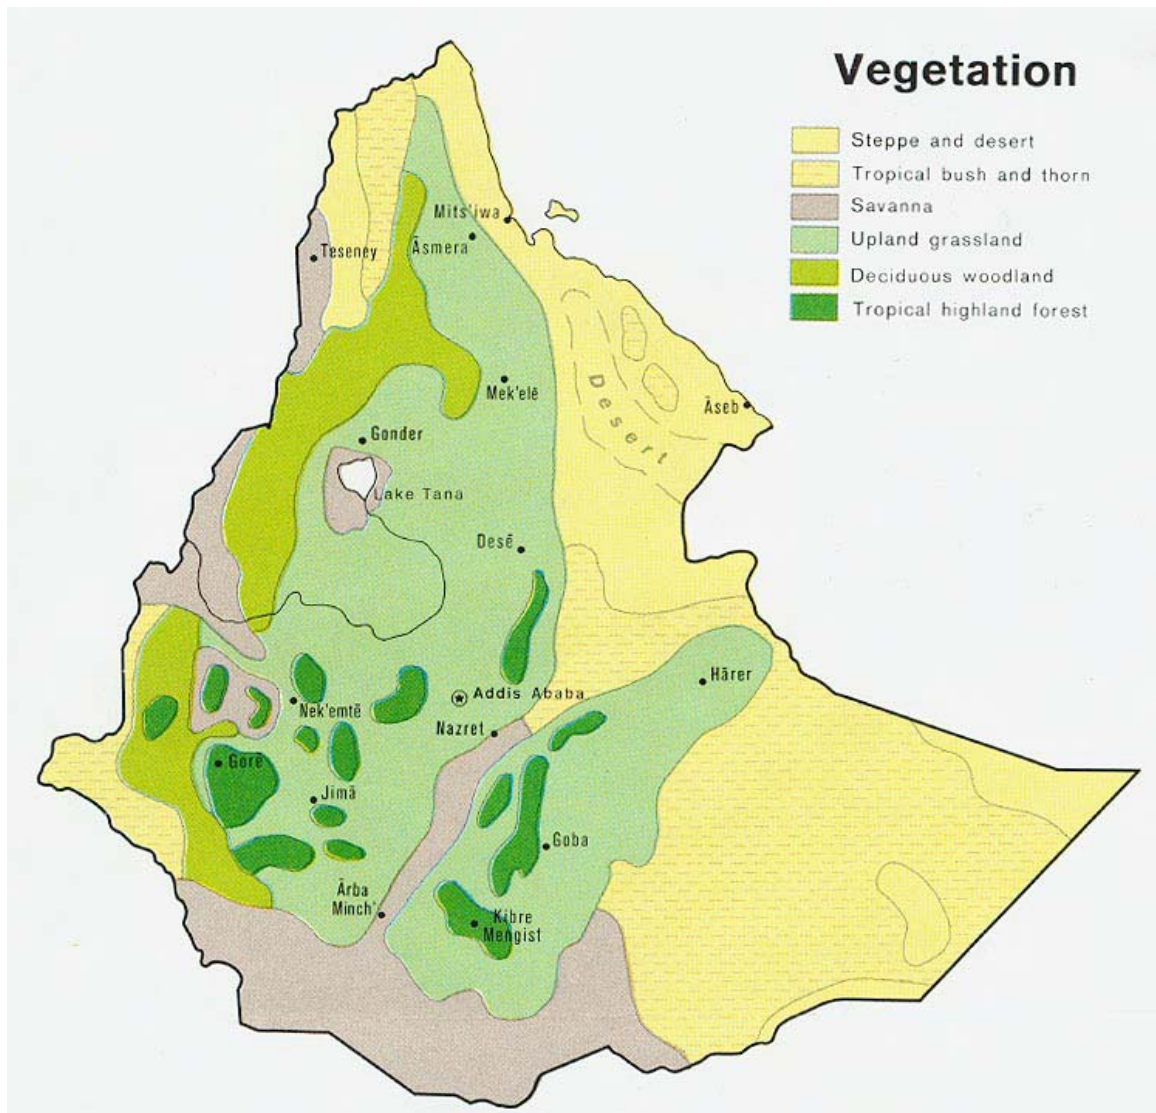 Vegetation
Steppe and desert
Tropical bush and thorn
Savanna
Upland grassland
Deciduous woodland
Tropical highland forest
Mits'iwa
Teseney
Āsmera
Mek'elē
Desert
Āseb
Gonder
Lake Tana
Desē
Hārer
Addis Ababa
Nek'emtē
Nazret
Gorē
Jimā
Goba
Ārba
Minch'
Kibre
Mengist